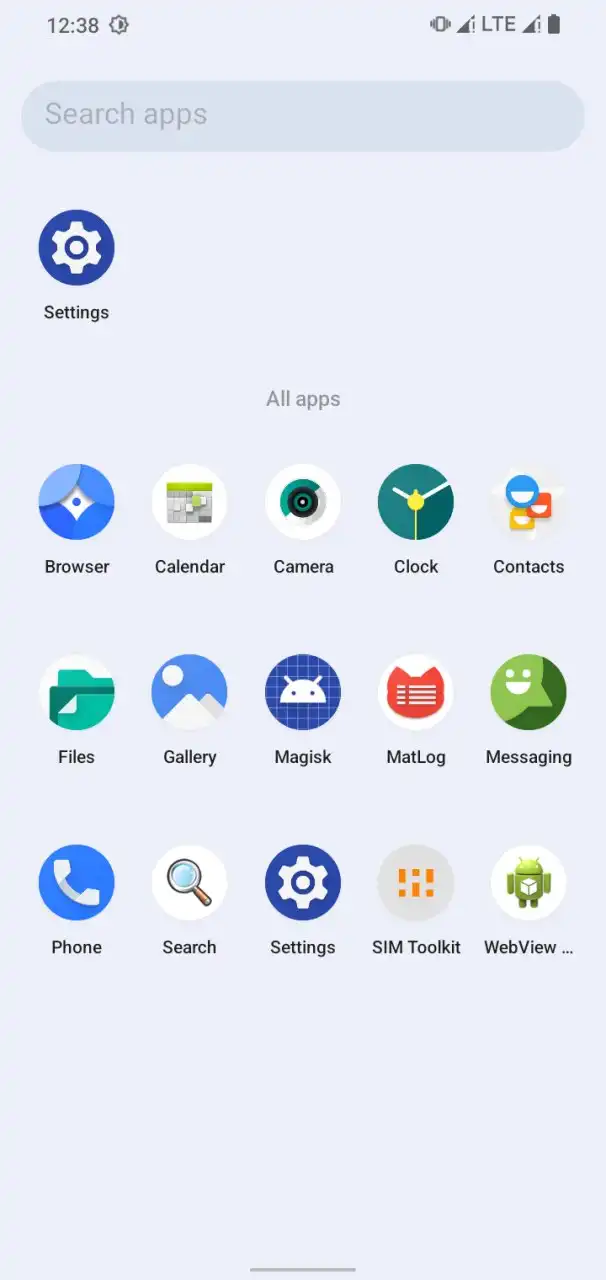 12:38 LTE
Search apps
Settings
All apps
Browser Calendar Camera Clock Contacts
Files Gallery Magisk MatLog Messaging
Phone Search Settings SIM Toolkit WebView ...